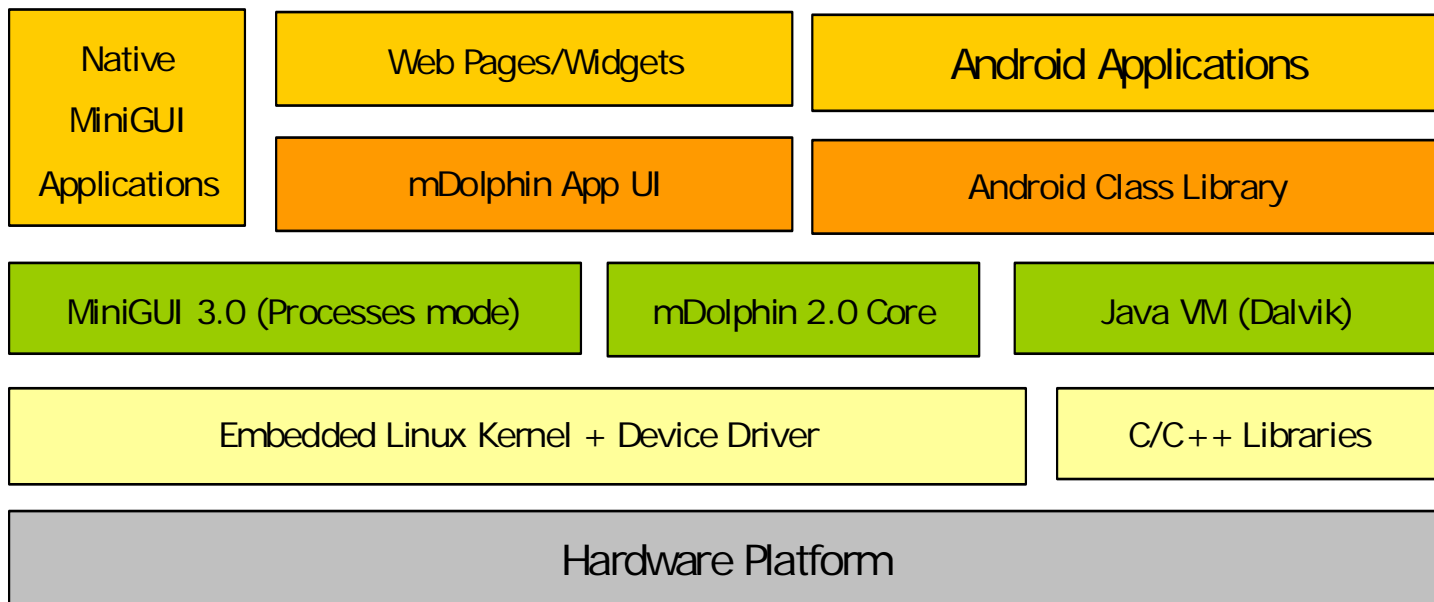 Native
MiniGUI
Applications
Web Pages/Widgets
Android Applications
mDolphin App UI
Android Class Library
MiniGUI 3.0 (Processes mode)
mDolphin 2.0 Core
Java VM (Dalvik)
Embedded Linux Kernel + Device Driver
C/C++ Libraries
Hardware Platform